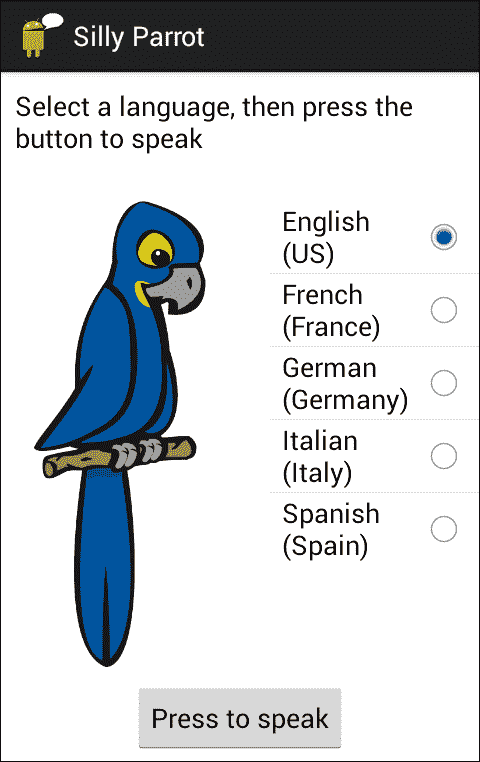 Silly Parrot
Select a language, then press the
button to speak
English
(US)
French
(France)
German
(Germany)
Italian
(Italy)
Spanish
(Spain)
Press to speak